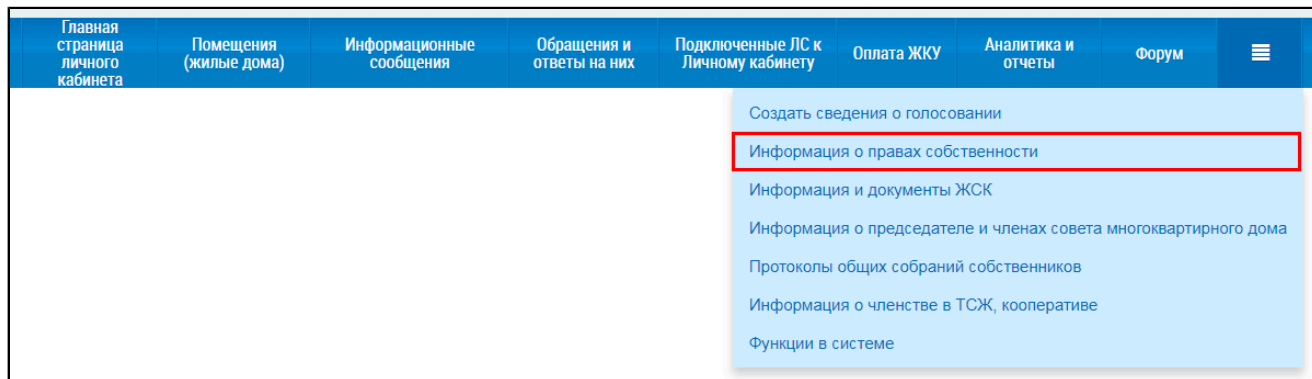 Главная
страница
личного
кабинета
Помещения
(жилые дома)
Информационные
сообщения
Обращения и
ответы на них
Подключенные ЛС к
Личному кабинету
Оплата ЖКУ
Аналитика и
отчеты
Форум
Создать сведения о голосовании
Информация о правах собственности
Информация и документы ЖСК
Информация о председателе и членах совета многоквартирного дома
Протоколы общих собраний собственников
Информация о членстве в ТСЖ, кооперативе
Функции в системе